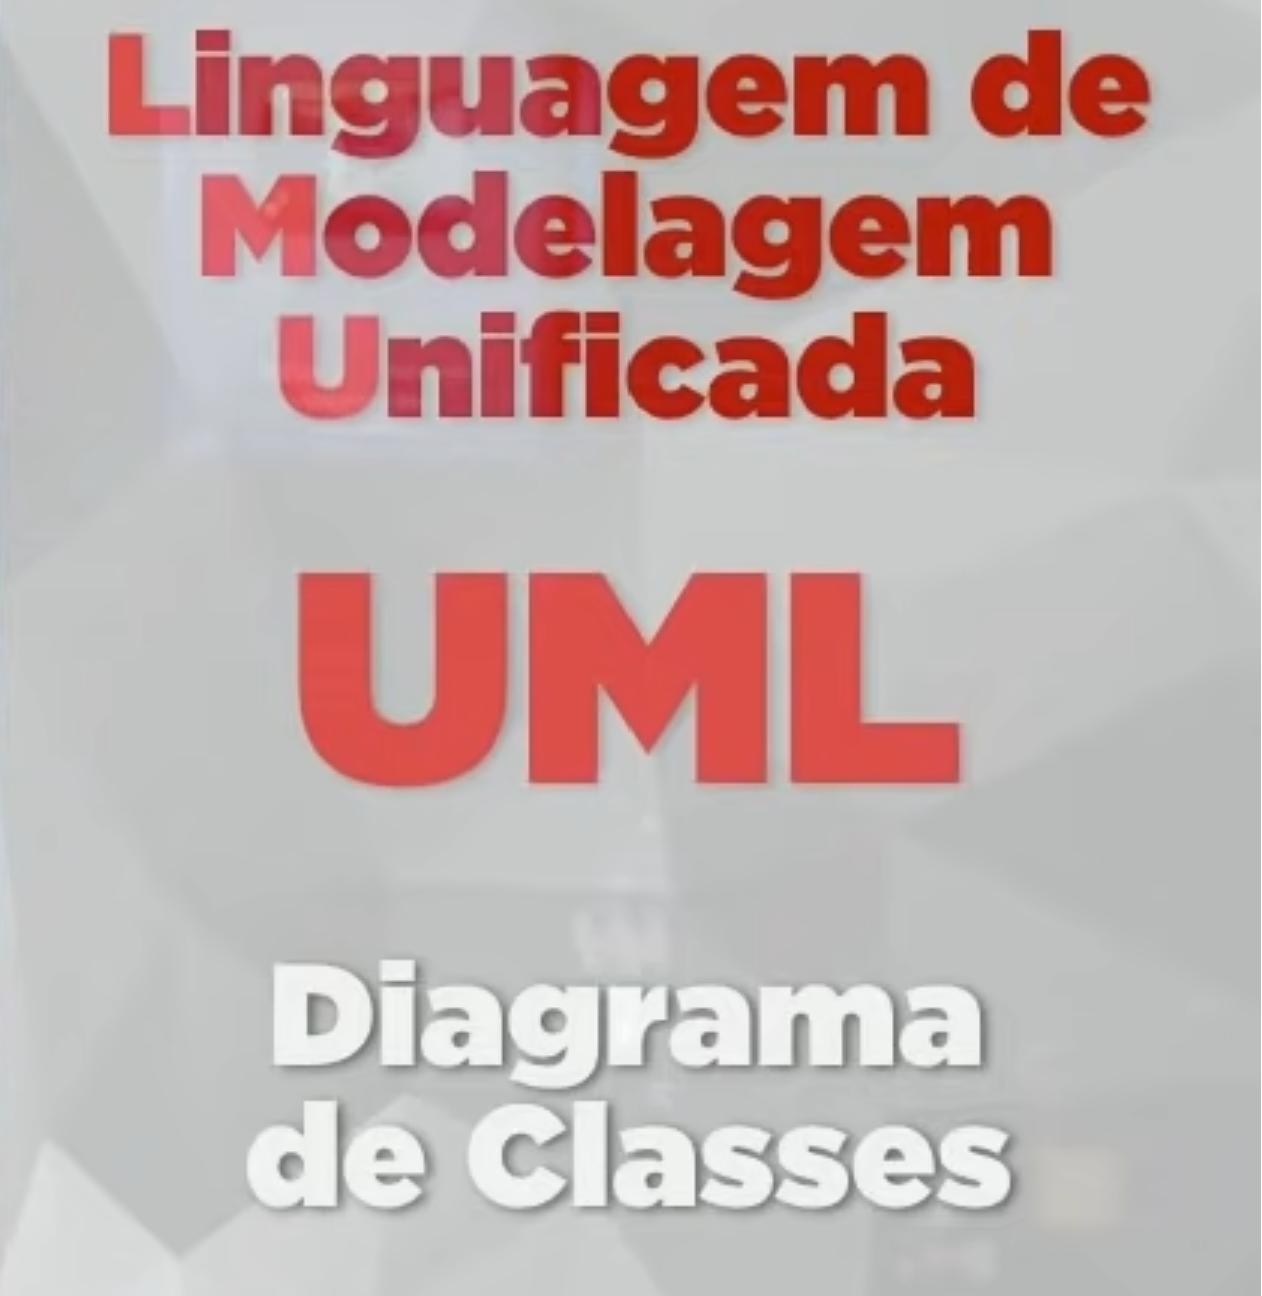 Linguagem de
Modelagem
Unificada
UML
Diagrama
de Classes